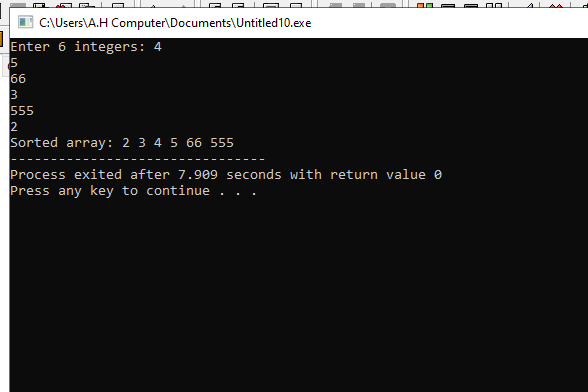 C:\Users\A.H Computer\Documents\Untitled10.exe
Enter 6 integers: 4
5
66
3
555
2
Sorted array: 2 3 4 5 66 555
--------------------------------
Process exited after 7.909 seconds with return value 0
Press any key to continue . . .